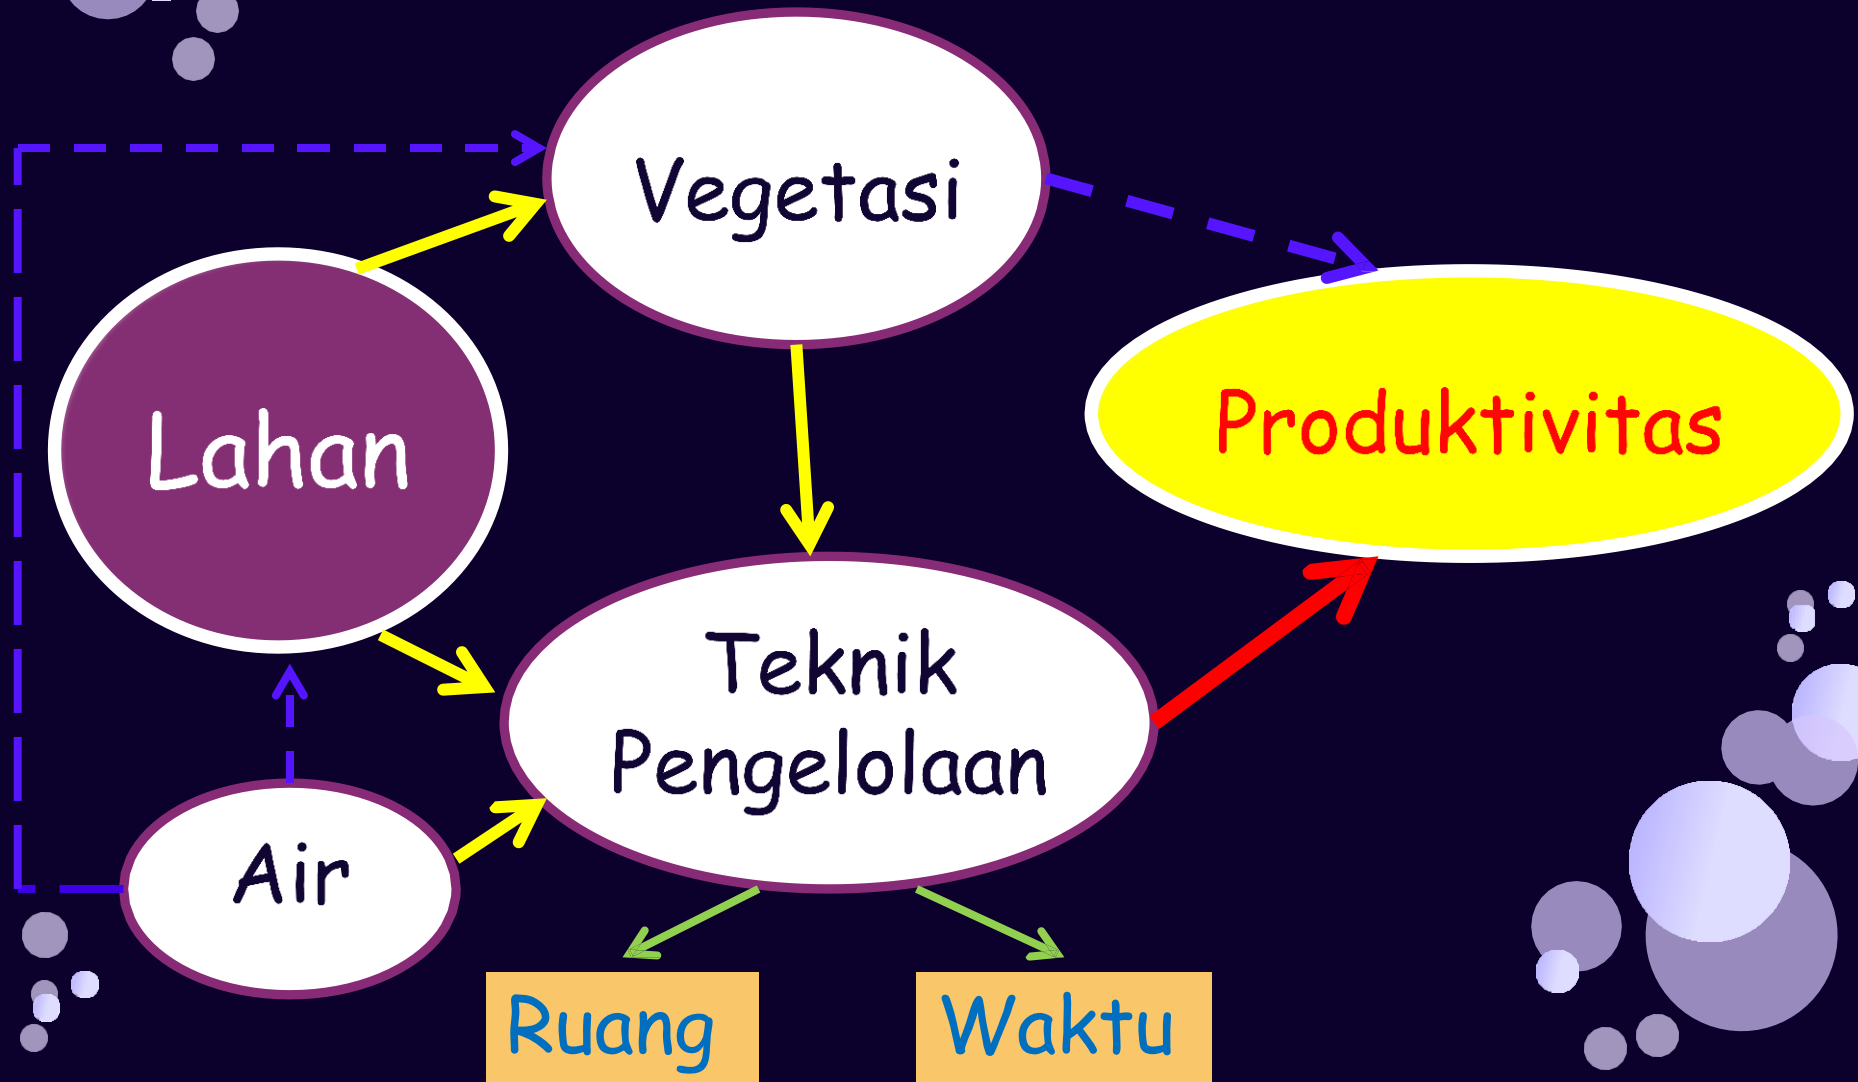 Vegetasi
Produktivitas
Lahan
Teknik
Pengelolaan
Air
Ruang
Waktu